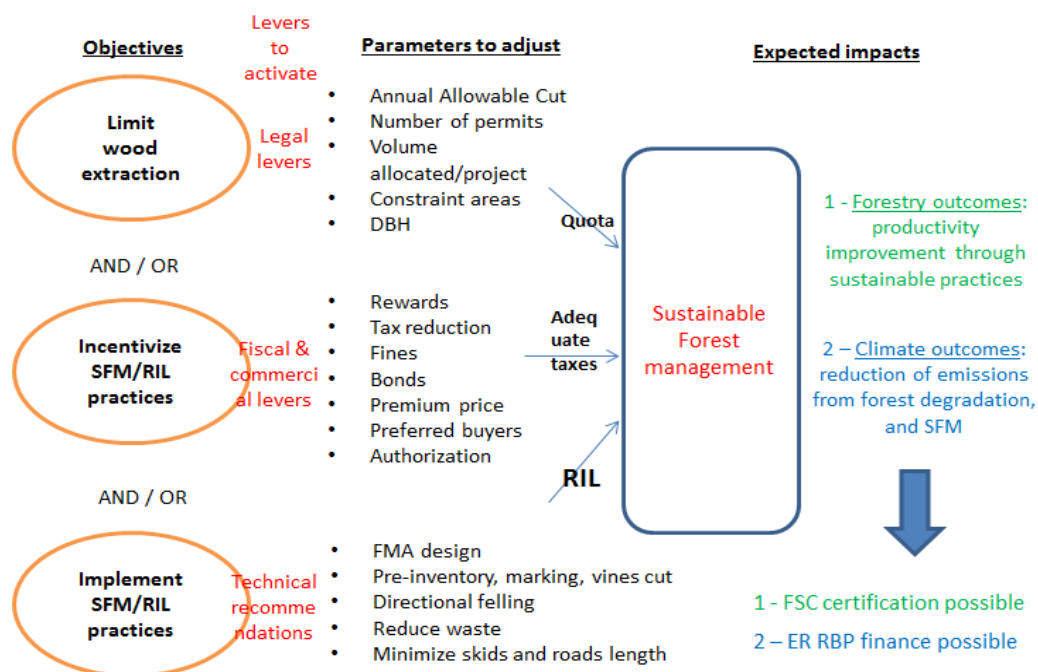 Objectives
Levers
to
activate
Parameters to adjust
Expected impacts
Limit
wood
extraction
Legal
levers
• Annual Allowable Cut
• Number of permits
• Volume
allocated/project
• Constraint areas
• DBH
Quota
AND / OR
Incentivize
SFM/RIL
practices
Fiscal &
commerci
al levers
• Rewards
• Tax reduction
• Fines
• Bonds
• Premium price
• Preferred buyers
• Authorization
Adeq
uate
taxes
AND / OR
Implement
SFM/RIL
practices
Technical
recomme
ndations
• FMA design
• Pre-inventory, marking, vines cut
• Directional felling
• Reduce waste
• Minimize skids and roads length
RIL
Sustainable
Forest
management
1 - Forestry outcomes:
productivity
improvement through
sustainable practices
2 – Climate outcomes:
reduction of emissions
from forest degradation,
and SFM
1 - FSC certification possible
2 – ER RBP finance possible